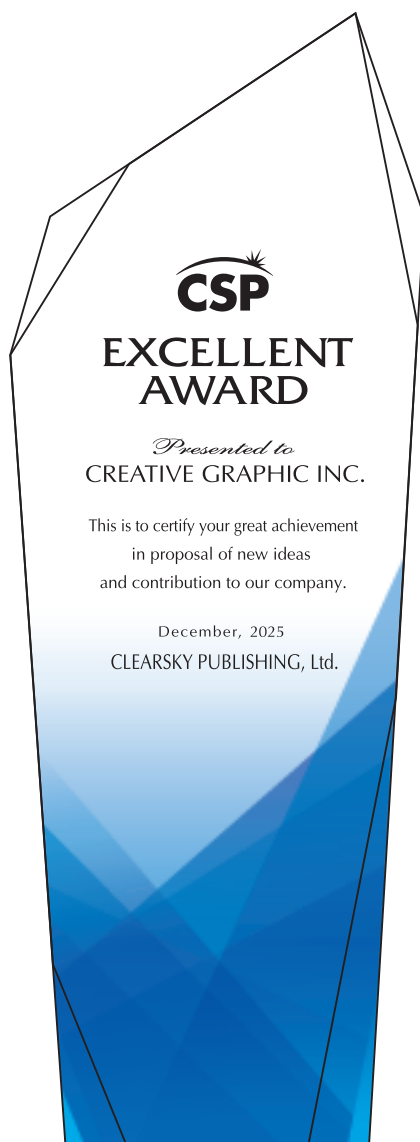 CSP
EXCELLENT
AWARD
Presented to
CREATIVE GRAPHIC INC.
This is to certify your great achievement
in proposal of new ideas
and contribution to our company.
December, 2025
CLEARSKY PUBLISHING, Ltd.